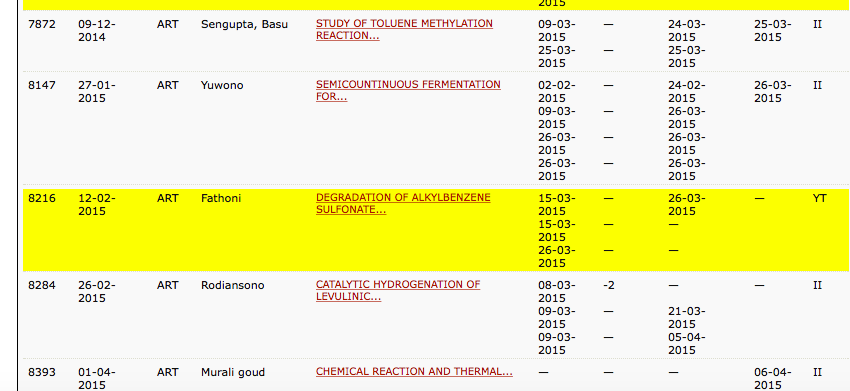 2015
7872 09-12- ART Sengupta, Basu STUDY OF TOLUENE METHYLATION 09-03- — 24-03- 25-03- II
2014 REACTION... 2015 2015 2015
25-03- — 25-03-
2015 2015
8147 27-01- ART Yuwono SEMICOUNTINUOUS FERMENTATION 02-02- — 24-02- 26-03- II
2015 FOR... 2015 2015 2015
09-03- — 26-03-
2015 2015
26-03- — 26-03-
2015 2015
26-03- — 26-03-
2015 2015
8216 12-02- ART Fathoni DEGRADATION OF ALKYLBENZENE 15-03- — 26-03- — YT
2015 SULFONATE... 2015 2015
15-03- — —
2015
26-03- — —
2015
8284 26-02- ART Rodiansono CATALYTIC HYDROGENATION OF 08-03- -2 — — II
2015 LEVULINIC... 2015
09-03- — 21-03-
2015 2015
09-03- — 05-04-
2015 2015
8393 01-04- ART Murali goud CHEMICAL REACTION AND THERMAL... — — — 06-04- II
2015 2015